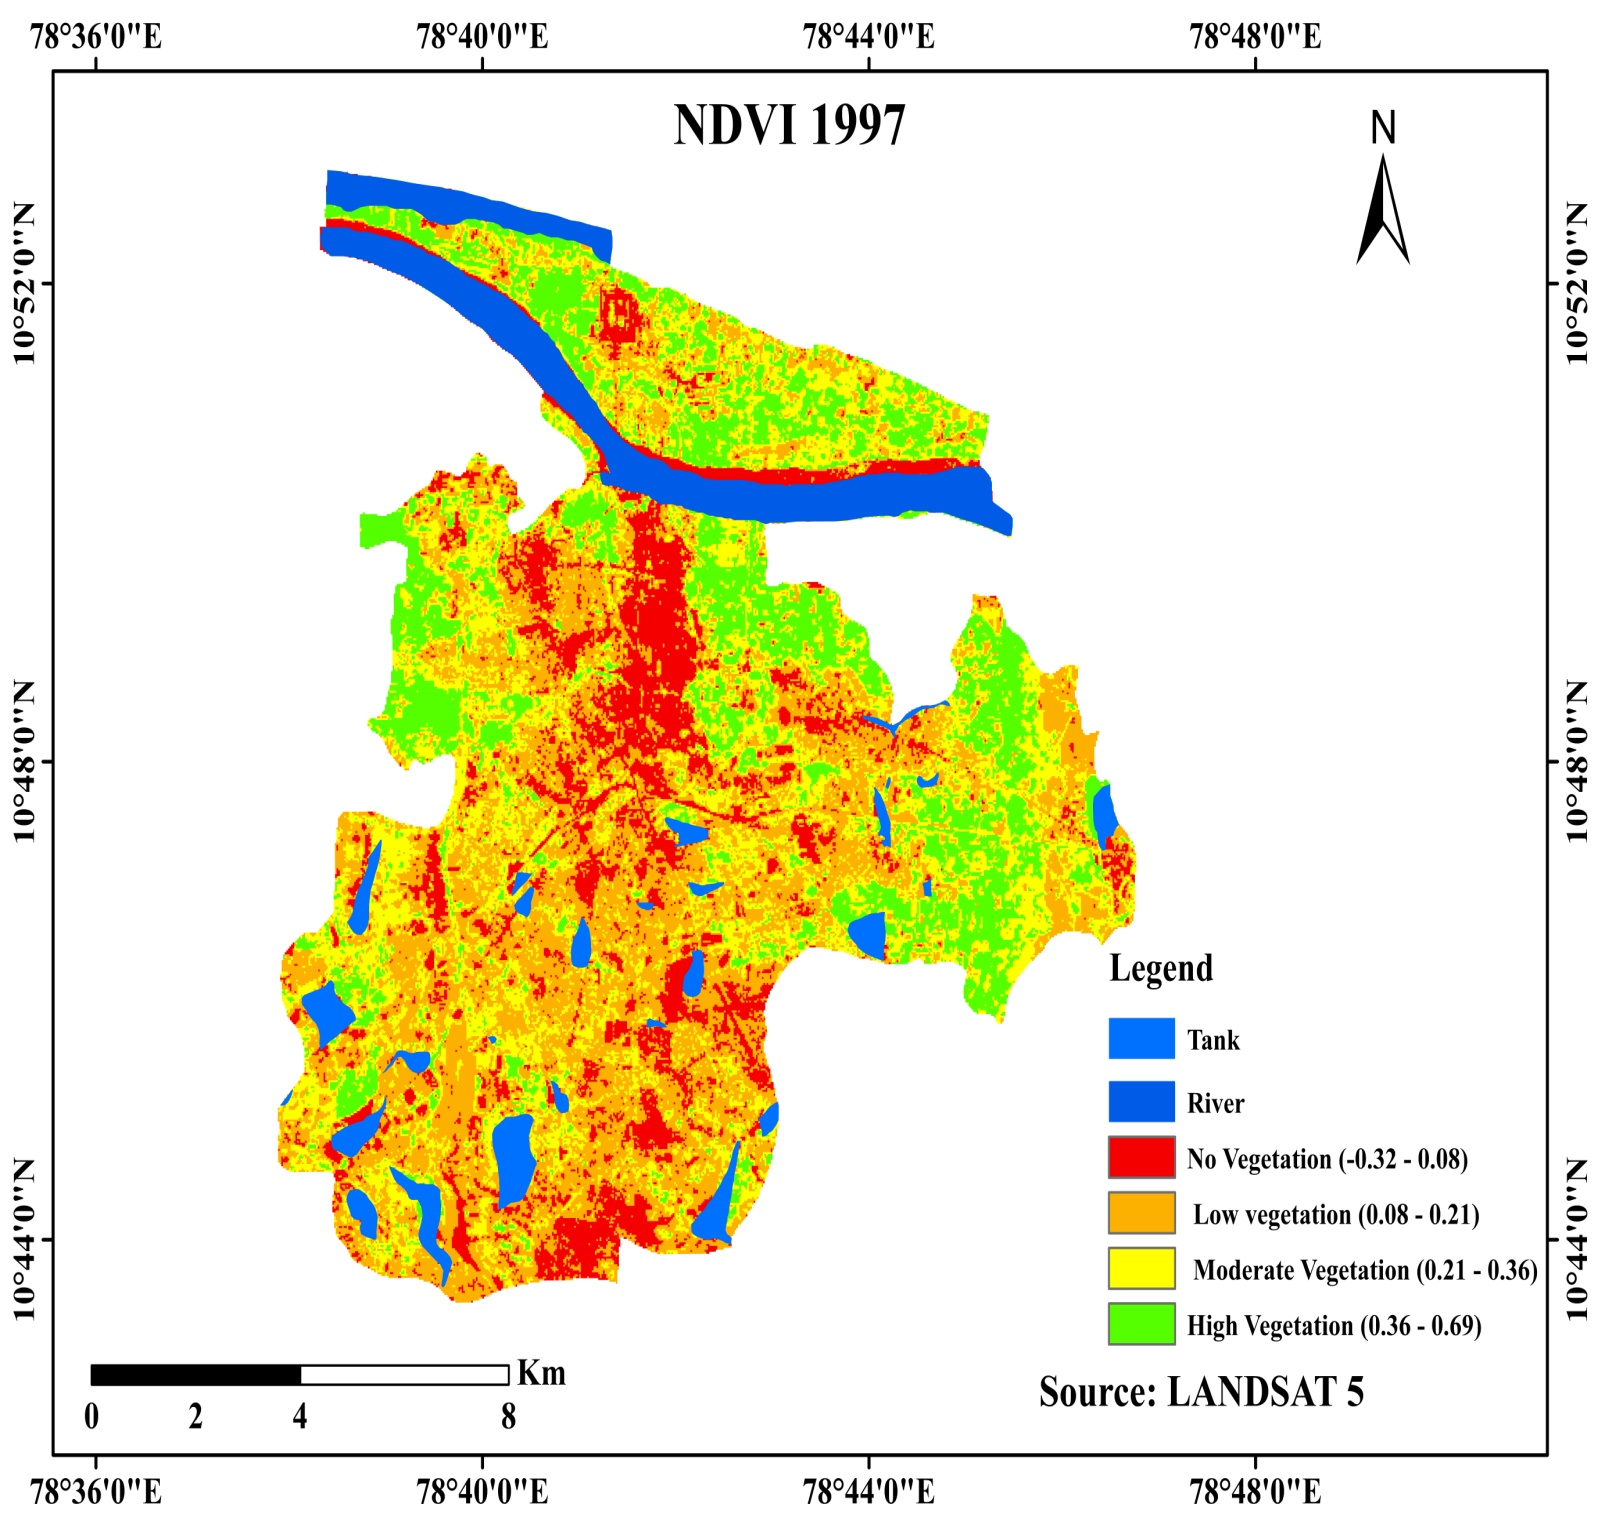 78°36'0"E 78°40'0"E 78°44'0"E 78°48'0"E
NDVI 1997
N
10°52'0"N 10°52'0"N
10°48'0"N 10°48'0"N
Legend
Tank
River
No Vegetation (-0.32 - 0.08)
10°44'0"N 10°44'0"N
Low vegetation (0.08 - 0.21)
Moderate Vegetation (0.21 - 0.36)
High Vegetation (0.36 - 0.69)
Km
Source: LANDSAT 5
0 2 4 8
78°36'0"E 78°40'0"E 78°44'0"E 78°48'0"E